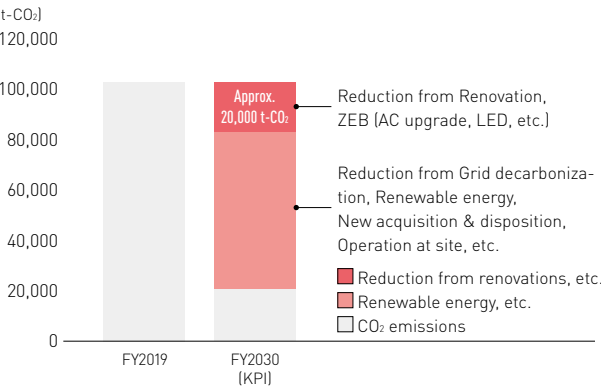 t-CO₂)
120,000
100,000
80,000
60,000
40,000
20,000
0
Approx.
20,000 t-CO₂
Reduction from Renovation,
ZEB (AC upgrade, LED, etc.)
Reduction from Grid decarboniza-
tion, Renewable energy,
New acquisition & disposition,
Operation at site, etc.
Reduction from renovations, etc.
Renewable energy, etc.
CO₂ emissions
FY2019
FY2030
(KPI)